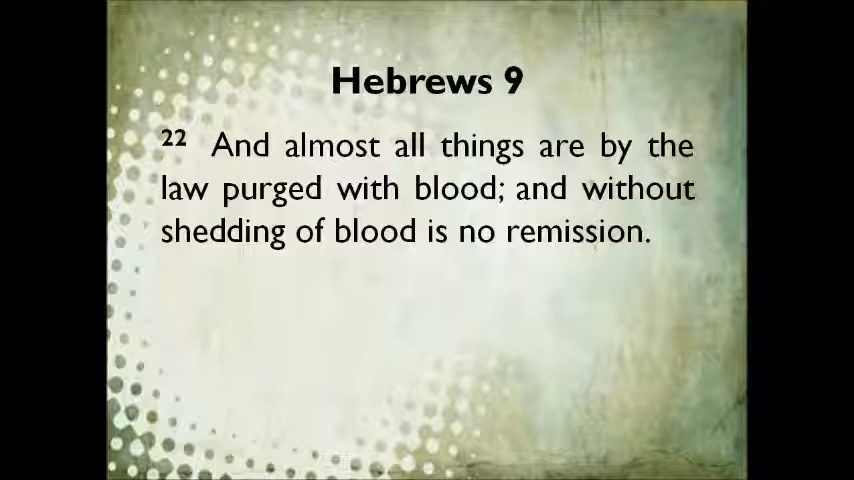 Hebrews 9
22 And almost all things are by the
law purged with blood; and without
shedding of blood is no remission.